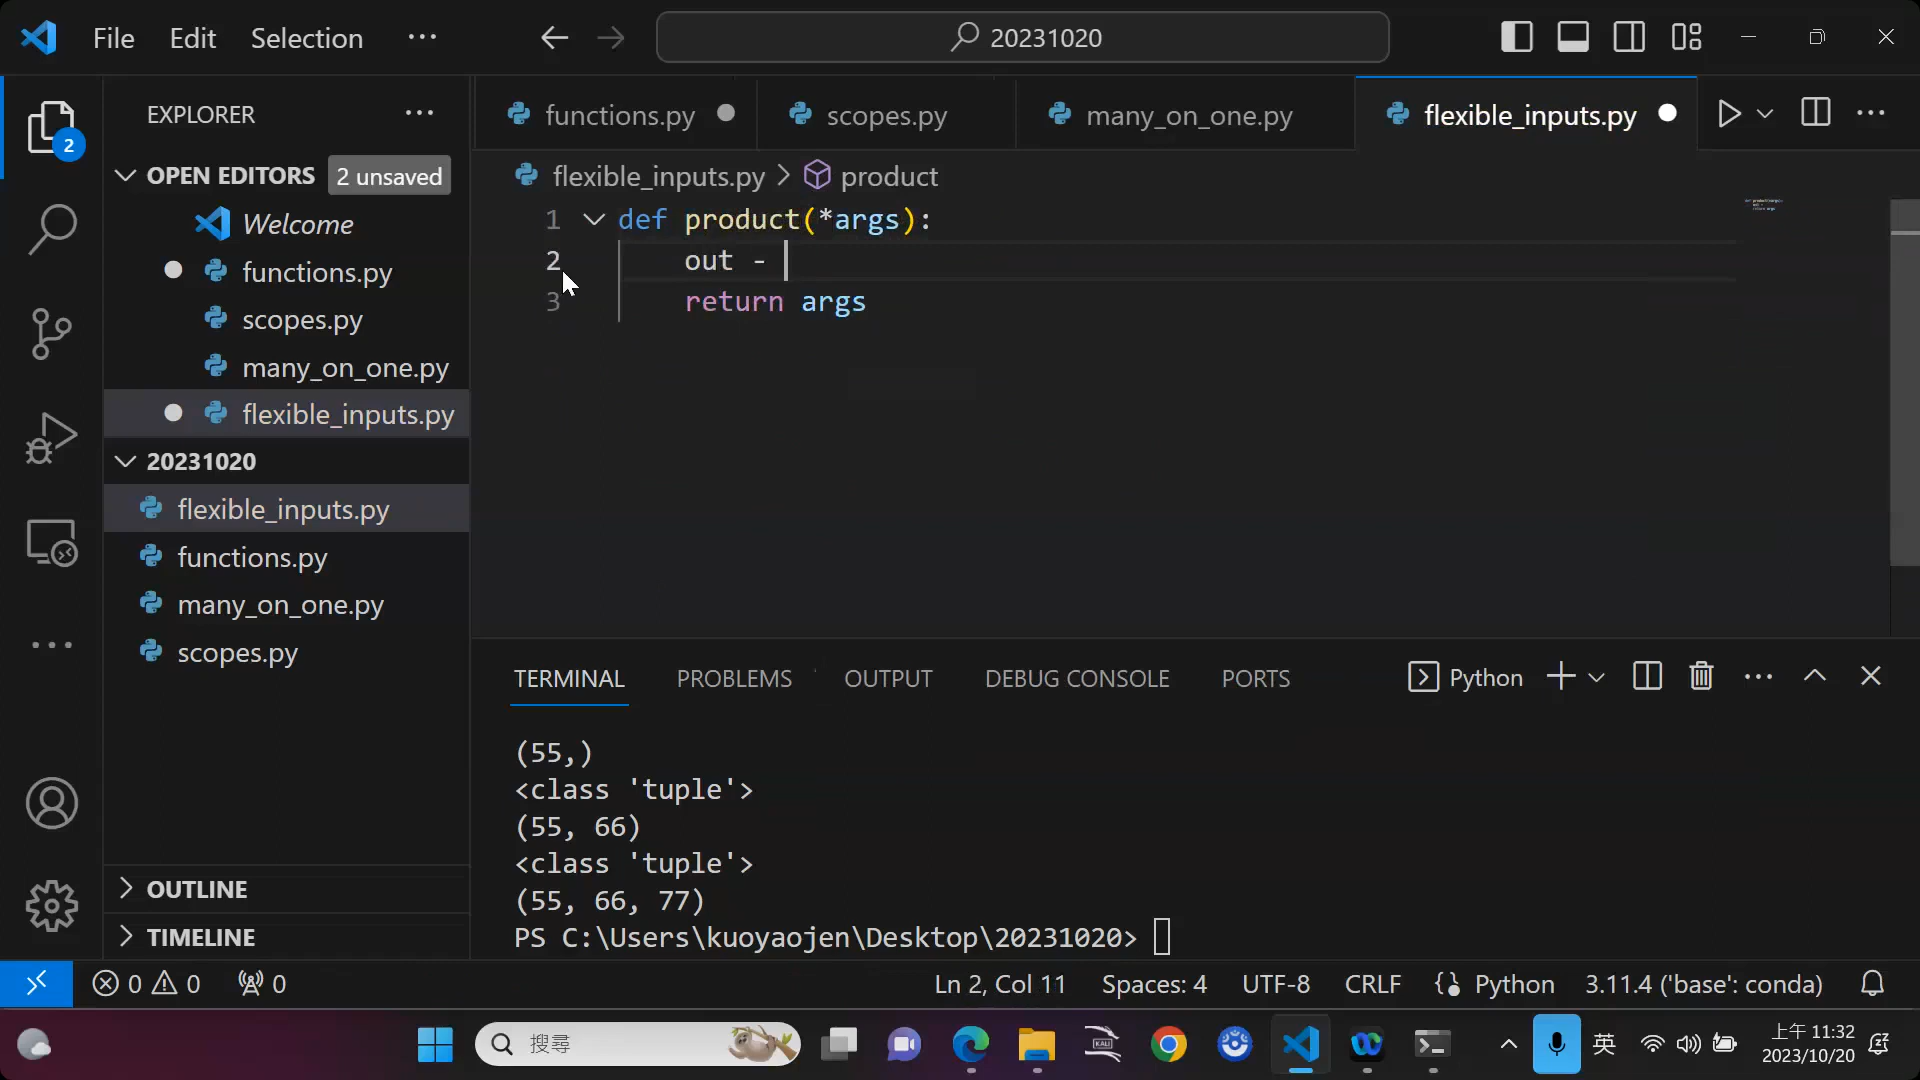 File Edit Selection ...
20231020
EXPLORER ...
OPEN EDITORS 2 unsaved
Welcome
functions.py
scopes.py
many_on_one.py
flexible_inputs.py
20231020
flexible_inputs.py
functions.py
many_on_one.py
scopes.py
OUTLINE
TIMELINE
2
functions.py scopes.py many_on_one.py flexible_inputs.py
flexible_inputs.py > product
1 def product(*args):
2 out -
3 return args
TERMINAL PROBLEMS OUTPUT DEBUG CONSOLE PORTS Python
(55,)
<class 'tuple'>
(55, 66)
<class 'tuple'>
(55, 66, 77)
PS C:\Users\kuoyaojen\Desktop\20231020>
0 0 0 Ln 2, Col 11 Spaces: 4 UTF-8 CRLF Python 3.11.4 ('base': conda)
搜尋 KALI 英 上午 11:32
2023/10/20